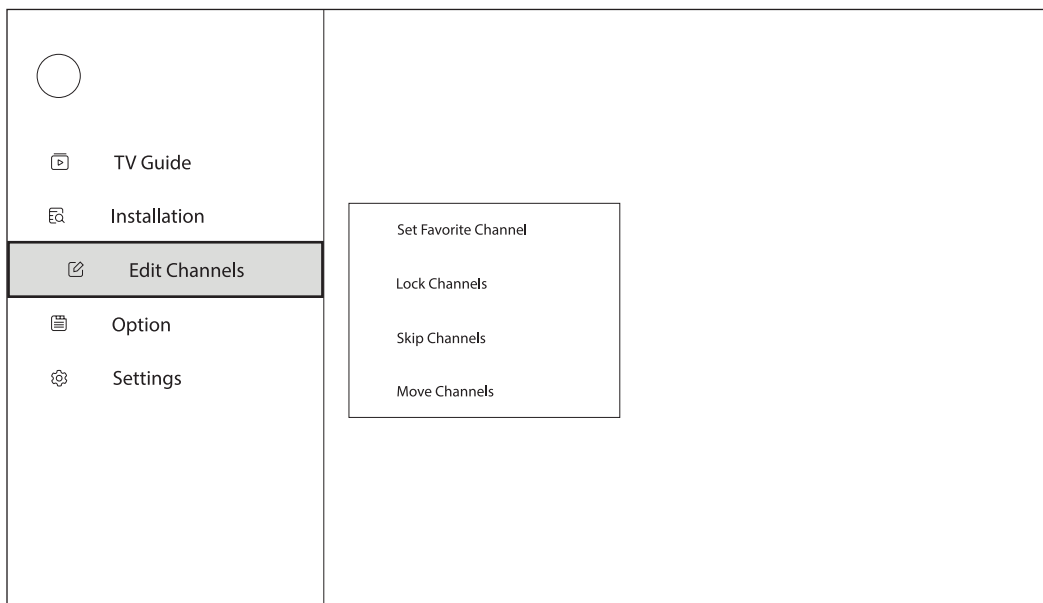 TV Guide
Installation
Edit Channels
Option
Settings
Set Favorite Channel
Lock Channels
Skip Channels
Move Channels